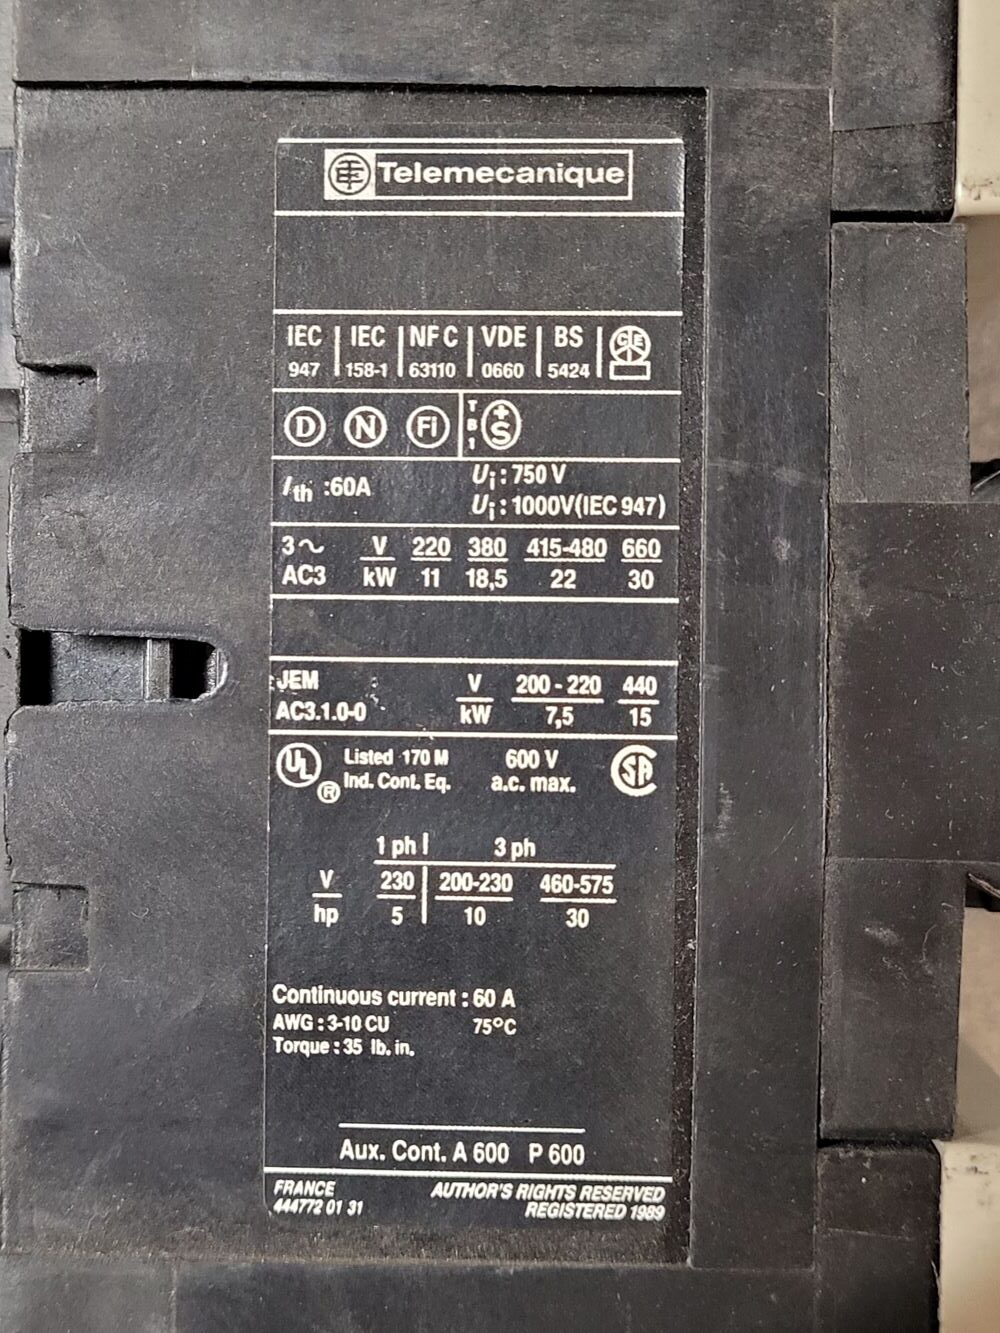 Telemecanique
IEC IEC NF C VDE BS CTE
947 158-1 63110 0660 5424
D N Fi T B 1 +S
Ith :60A Ui : 750 V
Ui : 1000V(IEC 947)
3~ V 220 380 415-480 660
AC3 kW 11 18,5 22 30
JEM V 200 - 220 440
AC3.1.0-0 kW 7,5 15
UL ® Listed 170 M 600 V SA
Ind. Cont. Eq. a.c. max.
1 ph 3 ph
V 230 200-230 460-575
hp 5 10 30
Continuous current : 60 A
AWG : 3-10 CU 75°C
Torque : 35 lb. in.
Aux. Cont. A 600 P 600
FRANCE AUTHOR'S RIGHTS RESERVED
444772 01 31 REGISTERED 1989